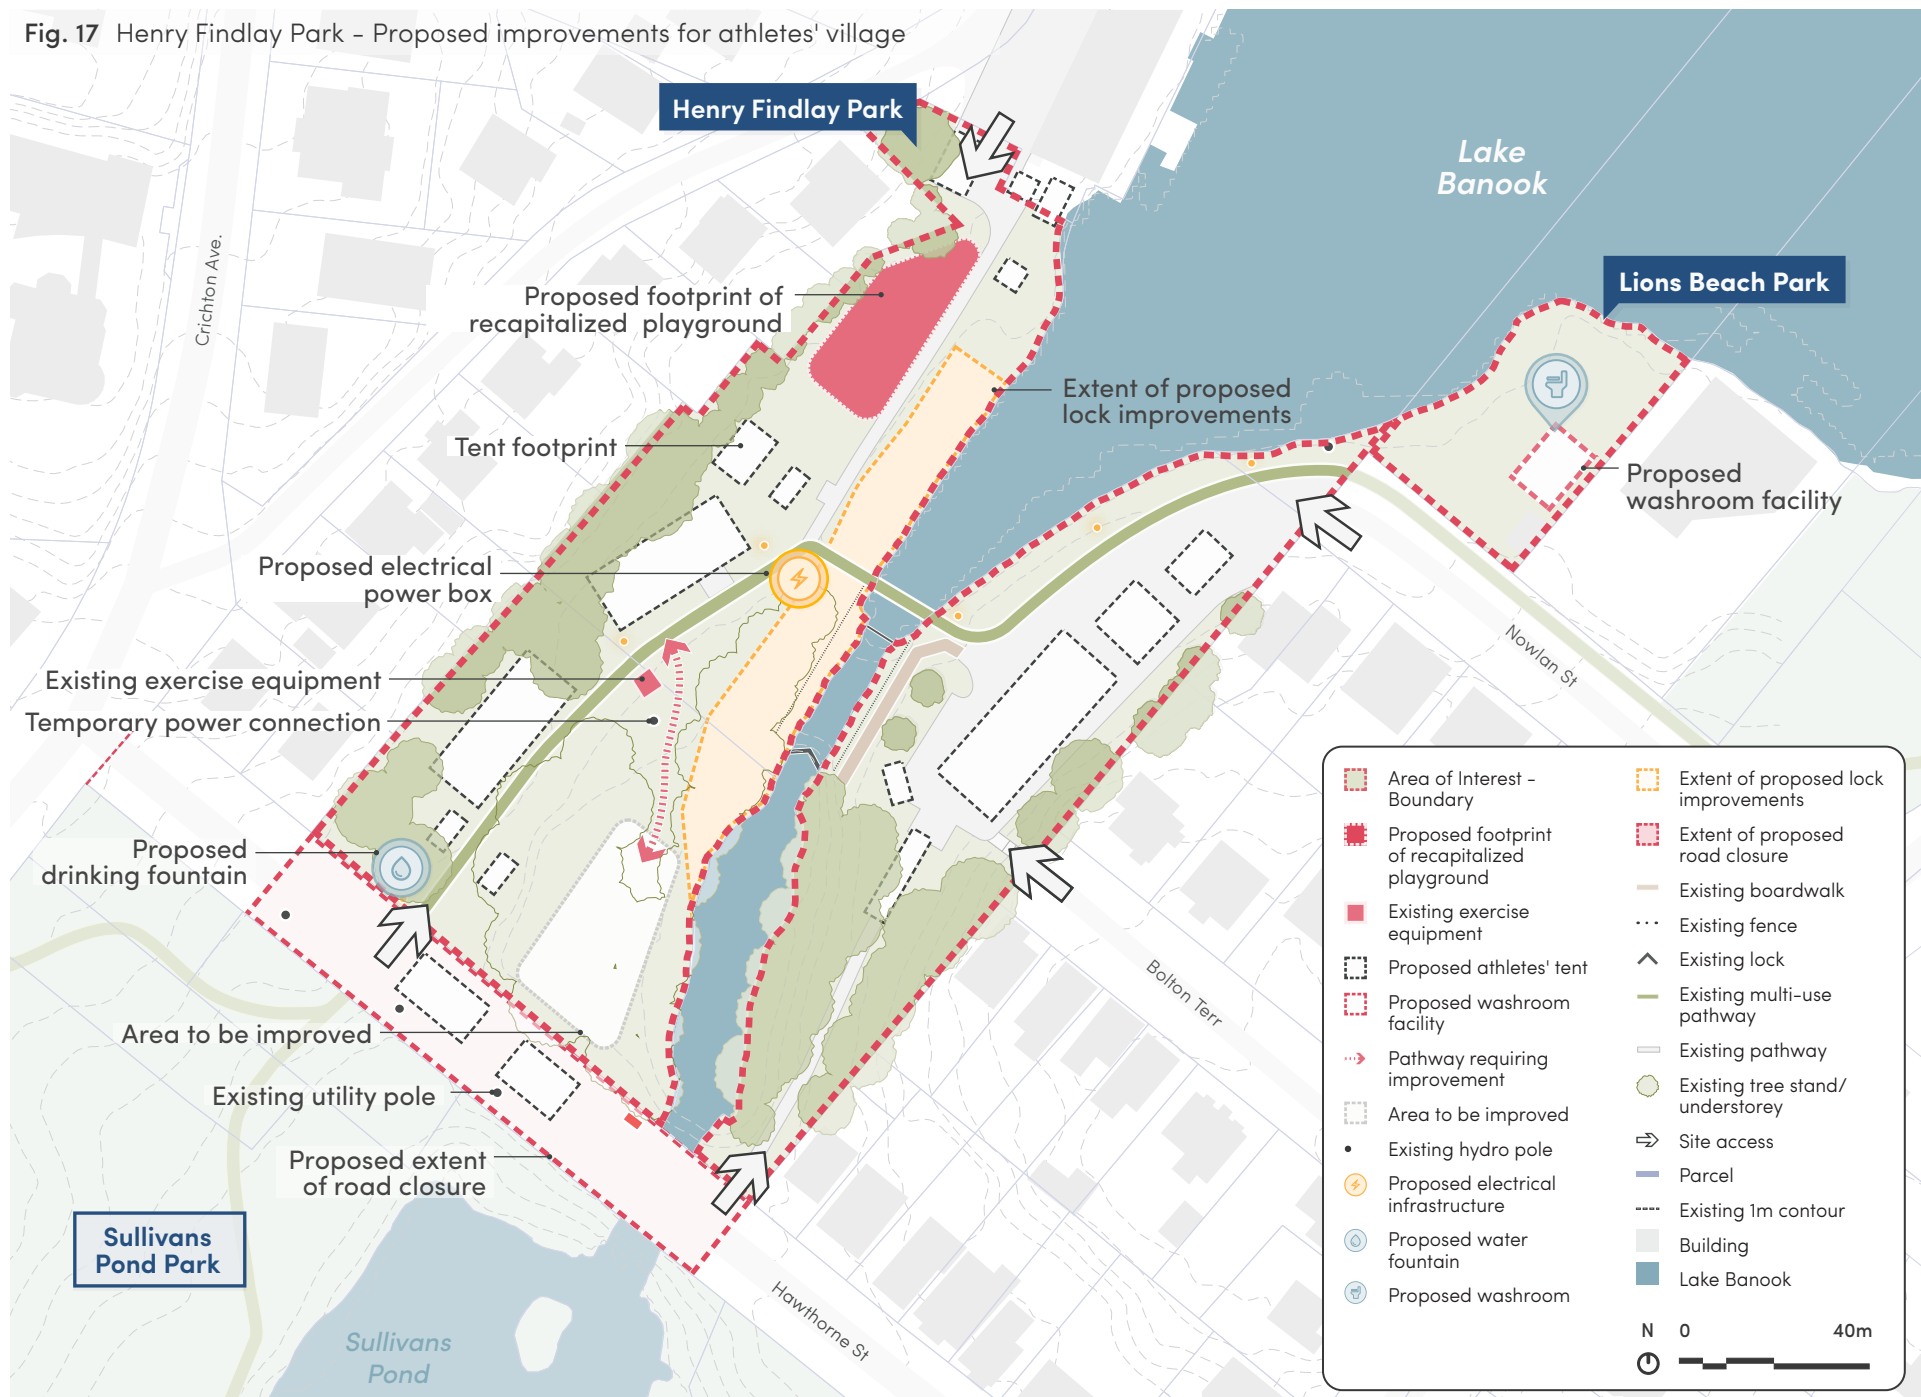 Fig. 17 Henry Findlay Park - Proposed improvements for athletes' village
Henry Findlay Park
Lake
Banook
Lions Beach Park
Crichton Ave.
Proposed footprint of
recapitalized playground
Extent of proposed
lock improvements
Tent footprint
Proposed
washroom facility
Proposed electrical
power box
Nowlan St
Existing exercise equipment
Temporary power connection
Proposed
drinking fountain
Bolton Terr
Area to be improved
Existing utility pole
Proposed extent
of road closure
Sullivans
Pond Park
Hawthorne St
Sullivans
Pond
Area of Interest -
Boundary
Proposed footprint
of recapitalized
playground
Existing exercise
equipment
Proposed athletes' tent
Proposed washroom
facility
Pathway requiring
improvement
Area to be improved
Existing hydro pole
Proposed electrical
infrastructure
Proposed water
fountain
Proposed washroom
Extent of proposed lock
improvements
Extent of proposed
road closure
Existing boardwalk
Existing fence
Existing lock
Existing multi-use
pathway
Existing pathway
Existing tree stand/
understorey
Site access
Parcel
Existing 1m contour
Building
Lake Banook
N 0 40m